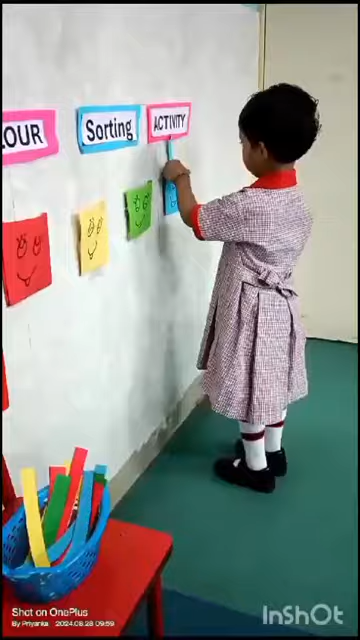 OUR
Sorting
ACTIVITY
Shot on OnePlus
By Priyanka 2024.08.28 09:59
InShOt